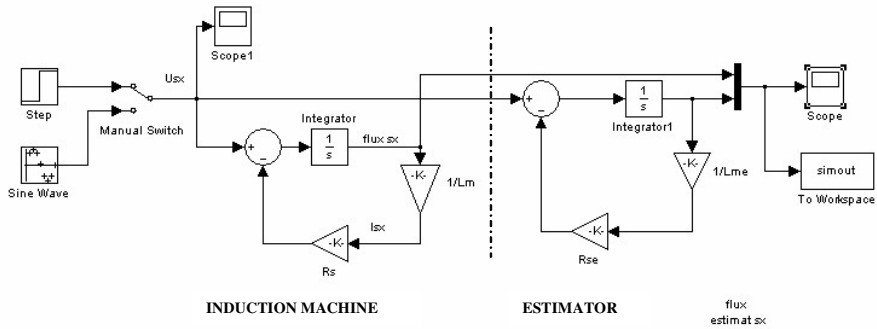 Scope1
Usx
Step
Manual Switch
Sine Wave
Integrator
1
s
flux sx
-K-
1/Lm
Isx
-K-
Rs
1
s
Integrator1
-K-
1/Lme
-K-
Rse
Scope
simout
To Workspace
INDUCTION MACHINE
ESTIMATOR
flux
estimat sx